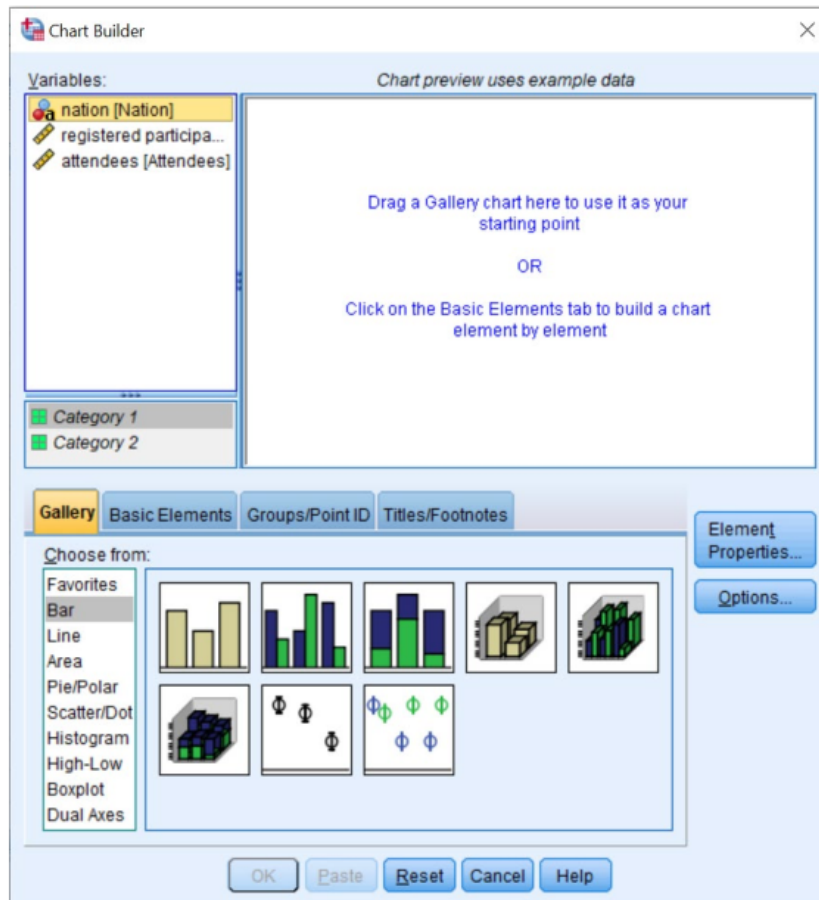 Chart Builder
Variables:
Chart preview uses example data
nation [Nation]
registered participa...
attendees [Attendees]
Drag a Gallery chart here to use it as your
starting point
OR
Click on the Basic Elements tab to build a chart
element by element
Category 1
Category 2
Gallery
Basic Elements
Groups/Point ID
Titles/Footnotes
Choose from:
Favorites
Bar
Line
Area
Pie/Polar
Scatter/Dot
Histogram
High-Low
Boxplot
Dual Axes
Element
Properties...
Options...
OK
Paste
Reset
Cancel
Help